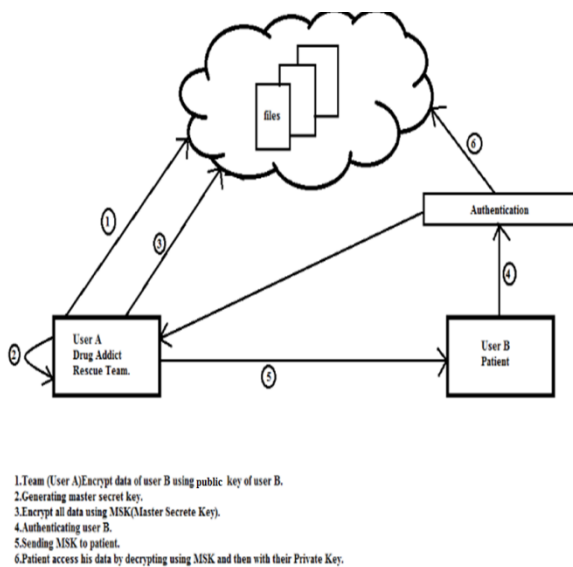 files
1
3
6
Authentication
4
2
User A
Drug Addict
Rescue Team.
User B
Patient
5
1.Team (User A)Encrypt data of user B using public key of user B.
2.Generating master secret key.
3.Encrypt all data using MSK(Master Secrete Key).
4.Authenticating user B.
5.Sending MSK to patient.
6.Patient access his data by decrypting using MSK and then with their Private Key.